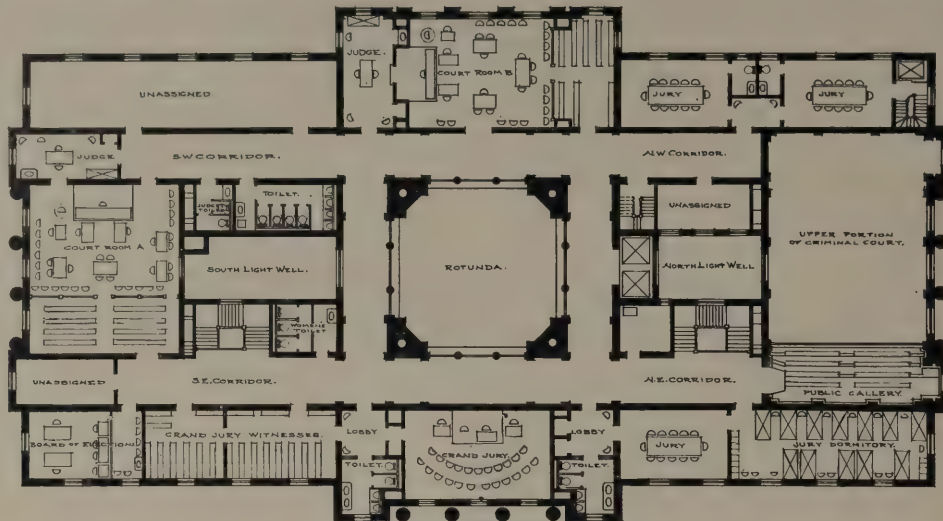 JUDGE.
COURT ROOM B
UNASSIGNED
JURY
JURY
JUDGE
S.W. CORRIDOR.
N.W. CORRIDOR.
JUDGE'S
TOILET
TOILET.
UNASSIGNED
UPPER PORTION
OF CRIMINAL COURT.
COURT ROOM A
SOUTH LIGHT WELL.
ROTUNDA.
NORTH LIGHT WELL
WOMENS
TOILET
UNASSIGNED
S.E. CORRIDOR.
N.E. CORRIDOR.
PUBLIC GALLERY.
BOARD OF ELECTION
GRAND JURY WITNESSES.
LOBBY
GRAND JURY.
LOBBY
JURY
JURY DORMITORY.
TOILET.
TOILET.